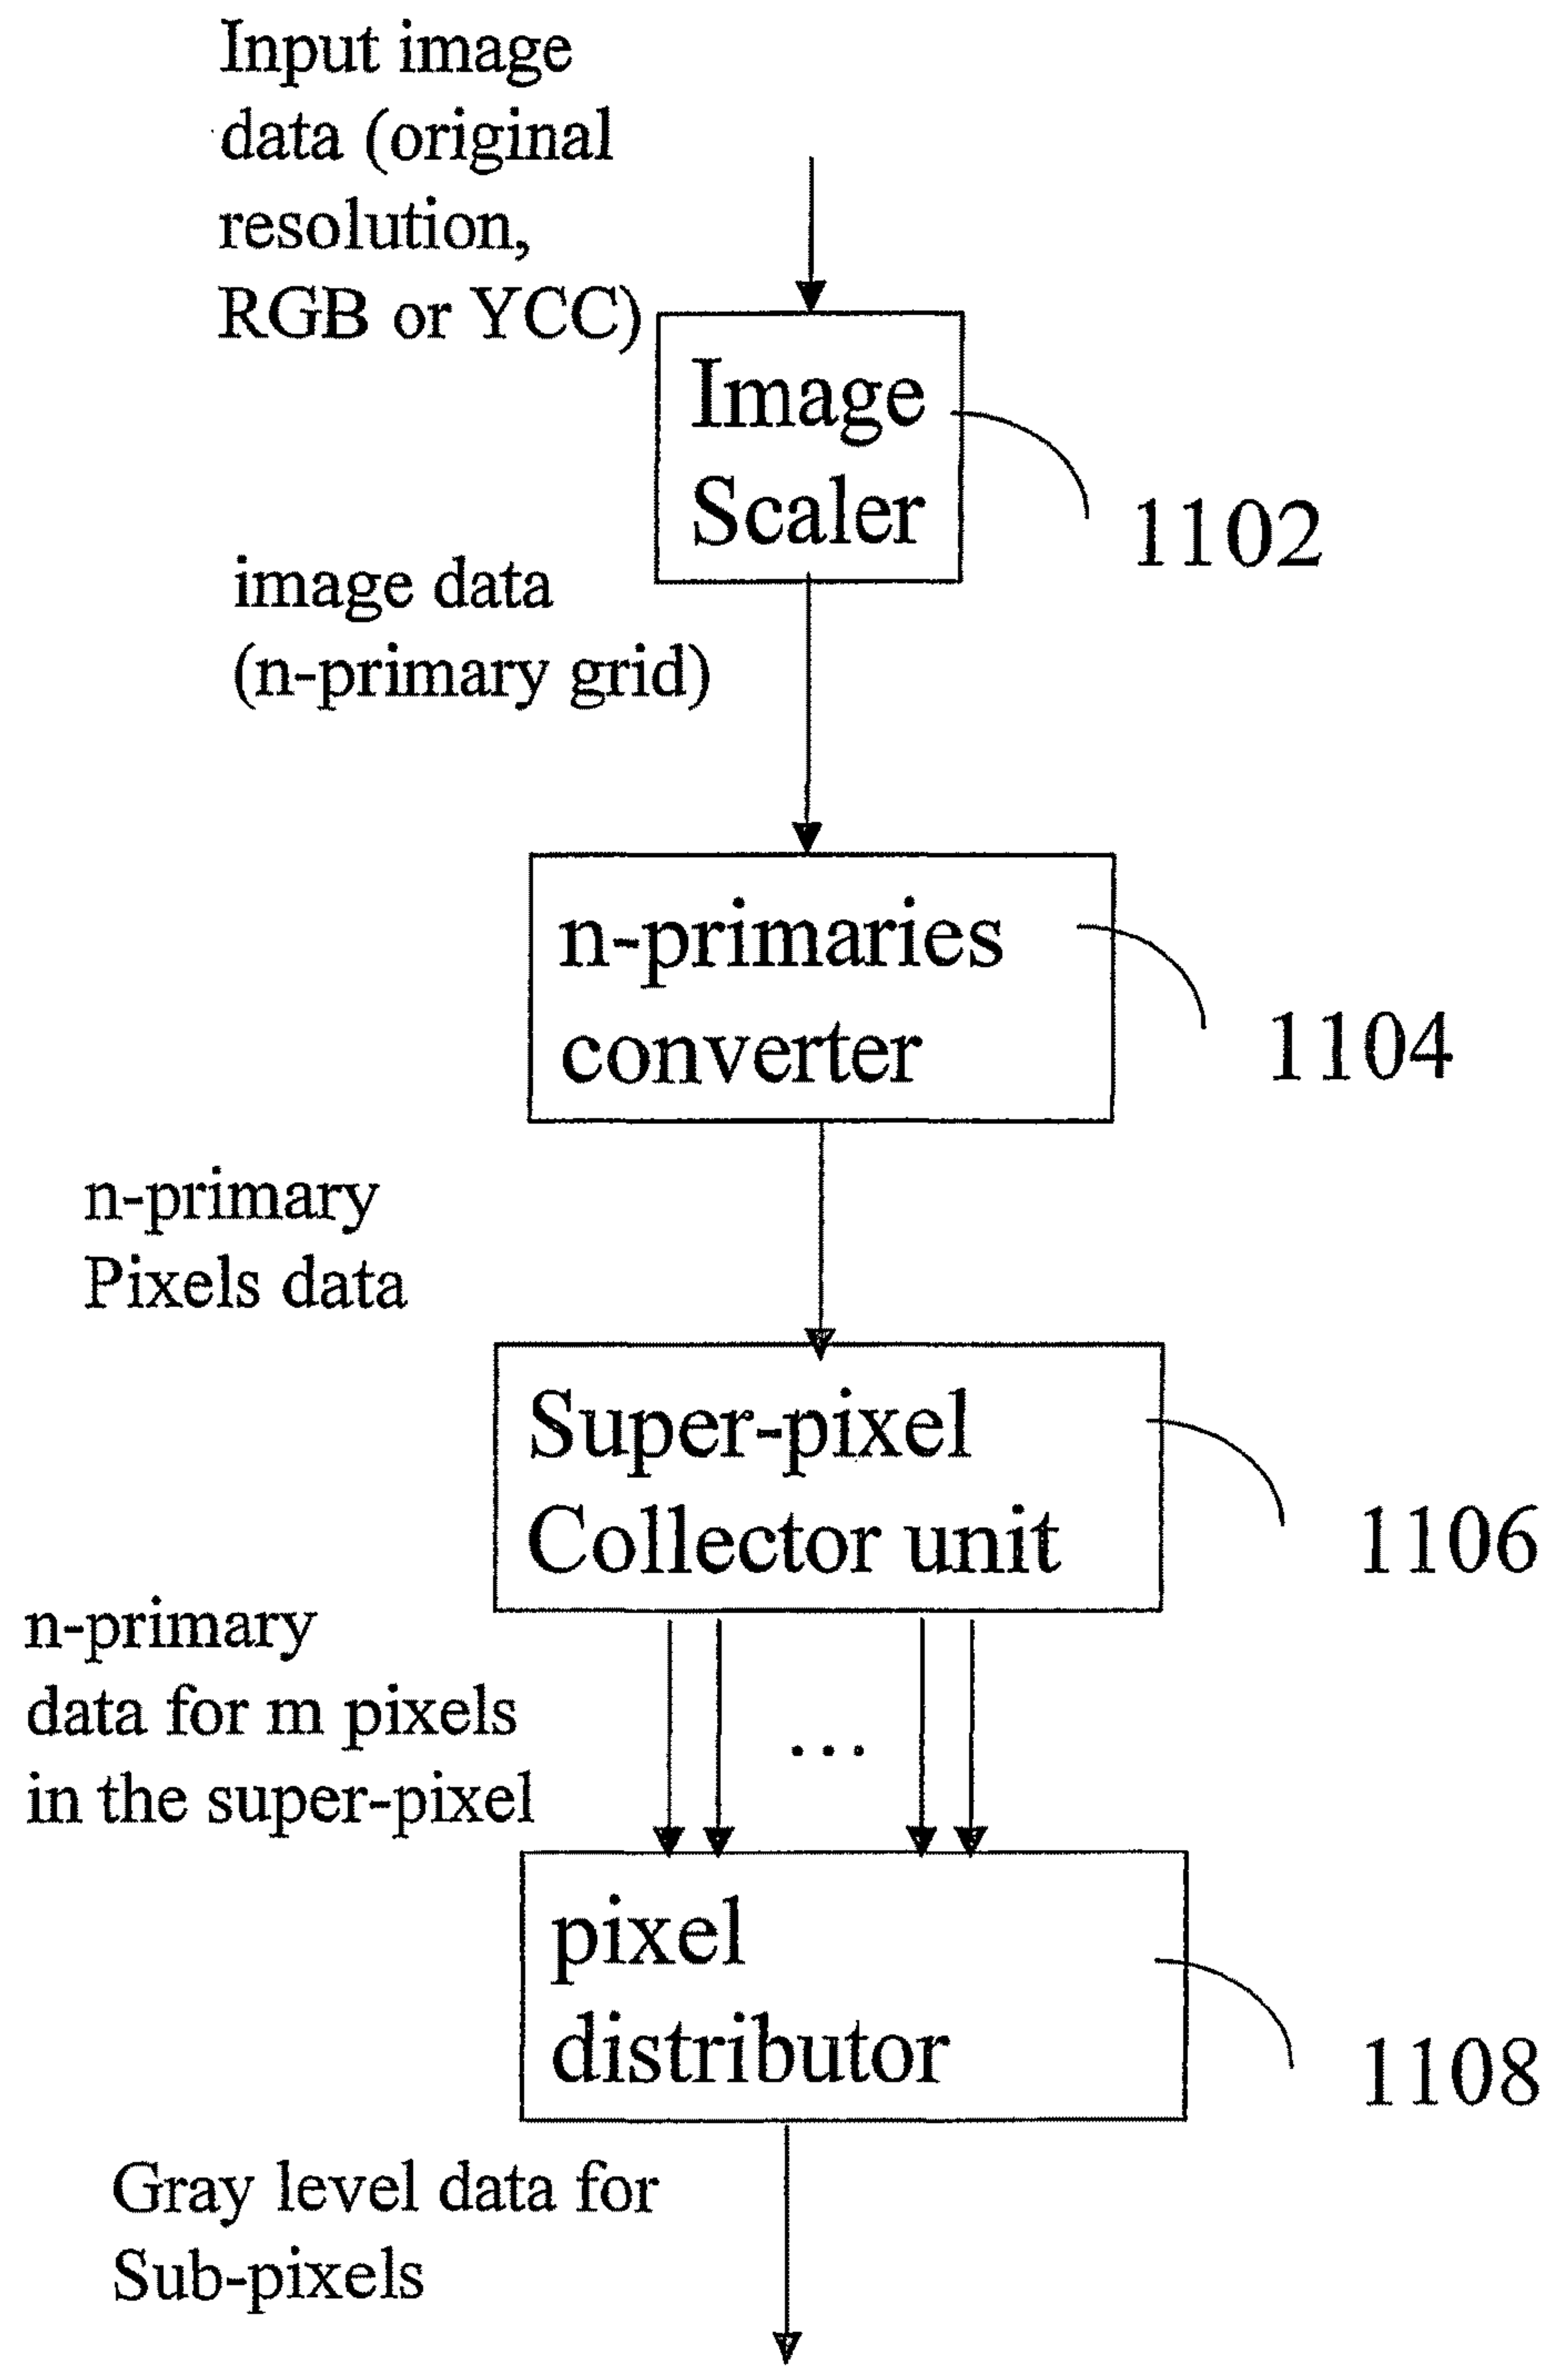 Input image
data (original
resolution,
RGB or YCC)
Image
Scaler
1102
image data
(n-primary grid)
n-primaries
converter
1104
n-primary
Pixels data
Super-pixel
Collector unit
1106
n-primary
data for m pixels
in the super-pixel
...
pixel
distributor
1108
Gray level data for
Sub-pixels